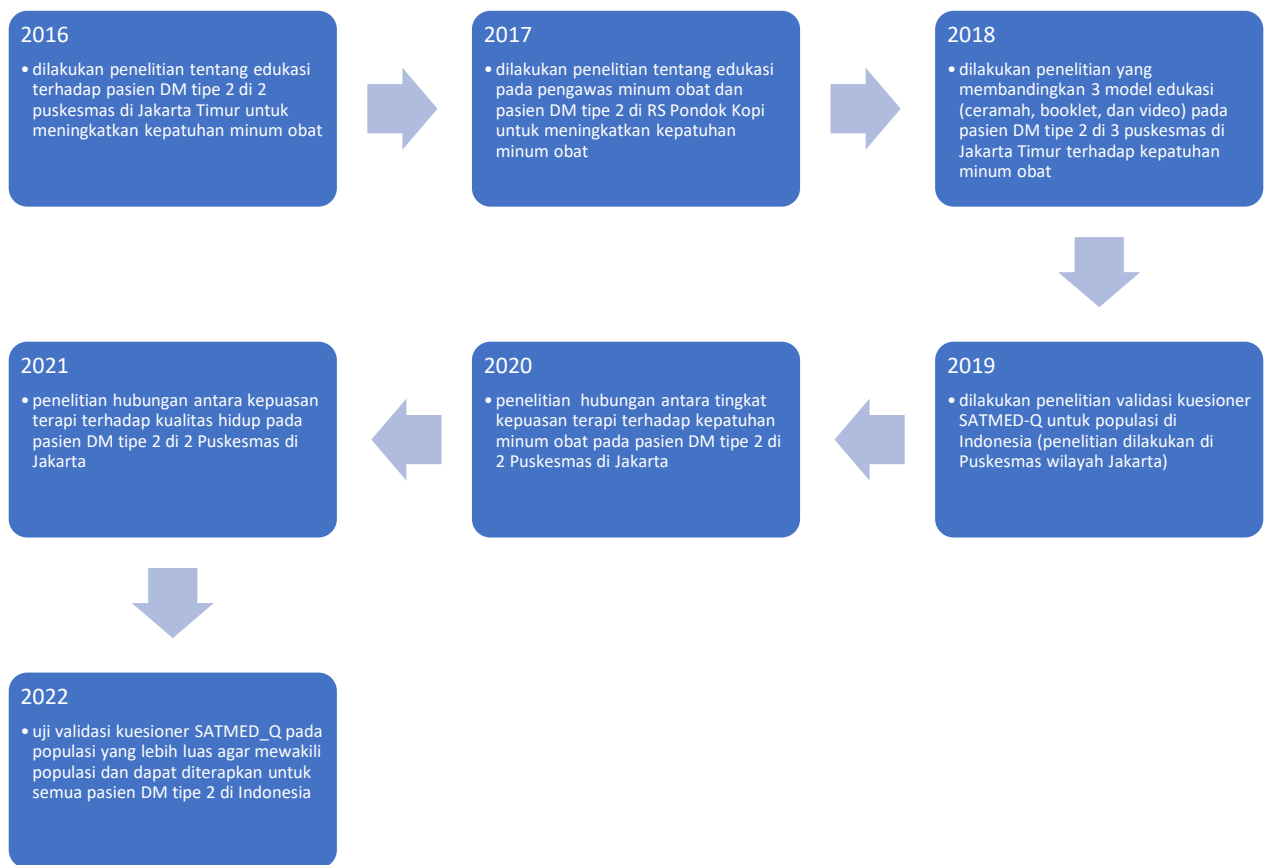 2016
• dilakukan penelitian tentang edukasi
terhadap pasien DM tipe 2 di 2
puskesmas di Jakarta Timur untuk
meningkatkan kepatuhan minum obat
2017
• dilakukan penelitian tentang edukasi
pada pengawas minum obat dan
pasien DM tipe 2 di RS Pondok Kopi
untuk meningkatkan kepatuhan
minum obat
2018
• dilakukan penelitian yang
membandingkan 3 model edukasi
(ceramah, booklet, dan video) pada
pasien DM tipe 2 di 3 puskesmas di
Jakarta Timur terhadap kepatuhan
minum obat
2019
• dilakukan penelitian validasi kuesioner
SATMED-Q untuk populasi di
Indonesia (penelitian dilakukan di
Puskesmas wilayah Jakarta)
2020
• penelitian  hubungan antara tingkat
kepuasan terapi terhadap kepatuhan
minum obat pada pasien DM tipe 2 di
2 Puskesmas di Jakarta
2021
• penelitian hubungan antara kepuasan
terapi terhadap kualitas hidup pada
pasien DM tipe 2 di 2 Puskesmas di
Jakarta
2022
• uji validasi kuesioner SATMED_Q pada
populasi yang lebih luas agar mewakili
populasi dan dapat diterapkan untuk
semua pasien DM tipe 2 di Indonesia